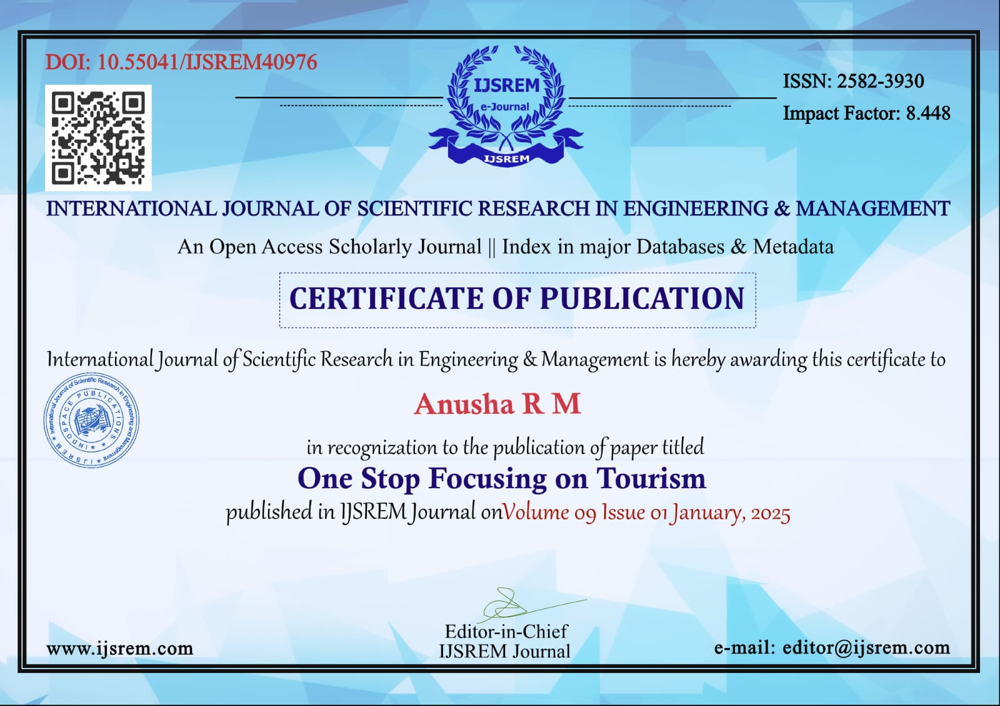 DOI: 10.55041/IJSREM40976
IJSREM
e-Journal
IJSREM
ISSN: 2582-3930
Impact Factor: 8.448
INTERNATIONAL JOURNAL OF SCIENTIFIC RESEARCH IN ENGINEERING & MANAGEMENT
An Open Access Scholarly Journal || Index in major Databases & Metadata
CERTIFICATE OF PUBLICATION
International Journal of Scientific Research in Engineering & Management is hereby awarding this certificate to
International Journal of Scientific Research in Engineering and Management
★ IJSREM ★
INDOSPACE PUBLICATIONS
Anusha R M
in recognization to the publication of paper titled
One Stop Focusing on Tourism
published in IJSREM Journal onVolume 09 Issue 01 January, 2025
Editor-in-Chief
IJSREM Journal
www.ijsrem.com
e-mail: editor@ijsrem.com